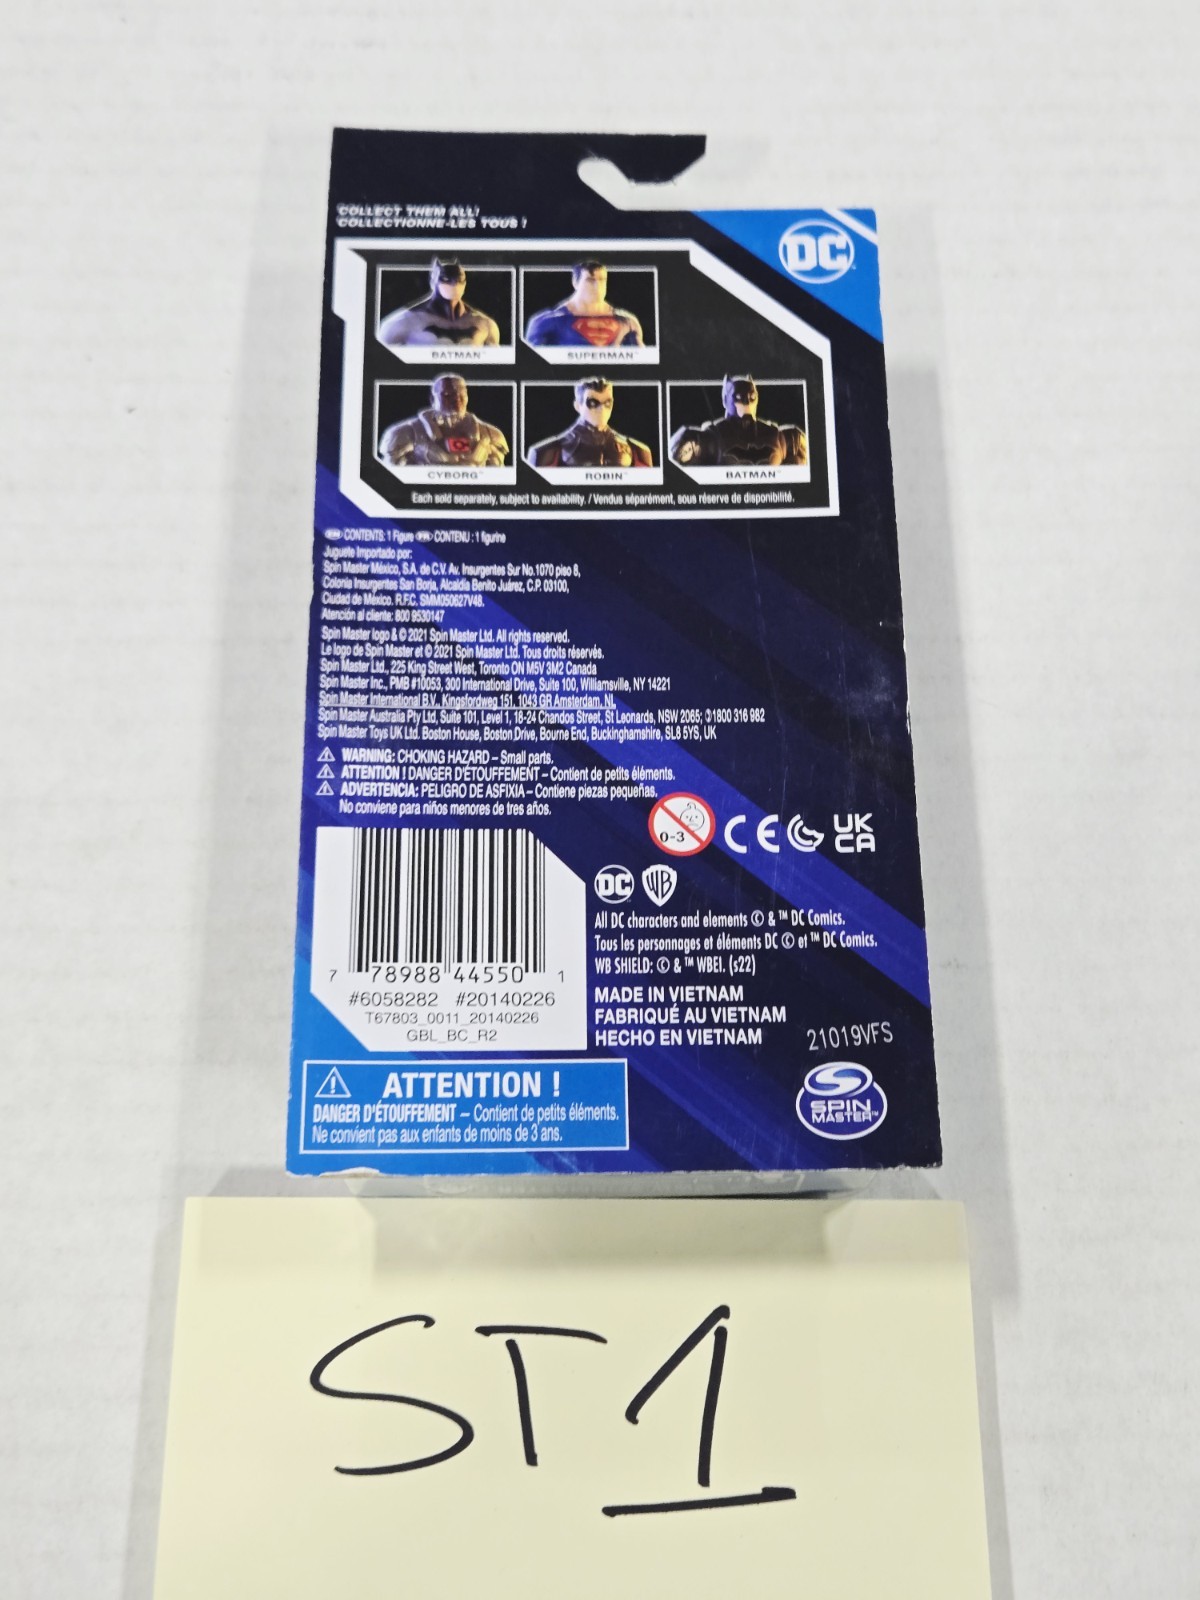 COLLECT THEM ALL!
COLLECTIONNE-LES TOUS !
DC
BATMAN™
SUPERMAN™
CYBORG™
ROBIN™
BATMAN™
Each sold separately, subject to availability. / Vendus séparément, sous réserve de disponibilité.
EN CONTENTS: 1 Figure FR CONTENU : 1 figurine
Juguete Importado por:
Spin Master México, S.A. de C.V. Av. Insurgentes Sur No.1070 piso 8,
Colonia Insurgentes San Borja, Alcaldía Benito Juárez, C.P. 03100,
Ciudad de México. R.F.C. SMM050627V48.
Atención al cliente: 800 9530147
Spin Master logo & © 2021 Spin Master Ltd. All rights reserved.
Le logo de Spin Master et © 2021 Spin Master Ltd. Tous droits réservés.
Spin Master Ltd., 225 King Street West, Toronto ON M5V 3M2 Canada
Spin Master Inc., PMB #10053, 300 International Drive, Suite 100, Williamsville, NY 14221
Spin Master International B.V., Kingsfordweg 151, 1043 GR Amsterdam, NL
Spin Master Australia Pty Ltd, Suite 101, Level 1, 18-24 Chandos Street, St Leonards, NSW 2065; 1800 316 982
Spin Master Toys UK Ltd. Boston House, Boston Drive, Bourne End, Buckinghamshire, SL8 5YS, UK
WARNING: CHOKING HAZARD – Small parts.
ATTENTION ! DANGER D'ÉTOUFFEMENT – Contient de petits éléments.
ADVERTENCIA: PELIGRO DE ASFIXIA – Contiene piezas pequeñas.
No conviene para niños menores de tres años.
0-3
CE
UK
CA
DC WB
All DC characters and elements © & ™ DC Comics.
Tous les personnages et éléments DC © et ™ DC Comics.
WB SHIELD: © & ™ WBEI. (s22)
MADE IN VIETNAM
FABRIQUÉ AU VIETNAM
HECHO EN VIETNAM
21019VFS
7 78988 44550 1
#6058282 #20140226
T67803_0011_20140226
GBL_BC_R2
ATTENTION !
DANGER D'ÉTOUFFEMENT – Contient de petits éléments.
Ne convient pas aux enfants de moins de 3 ans.
SPIN
MASTER™
ST1